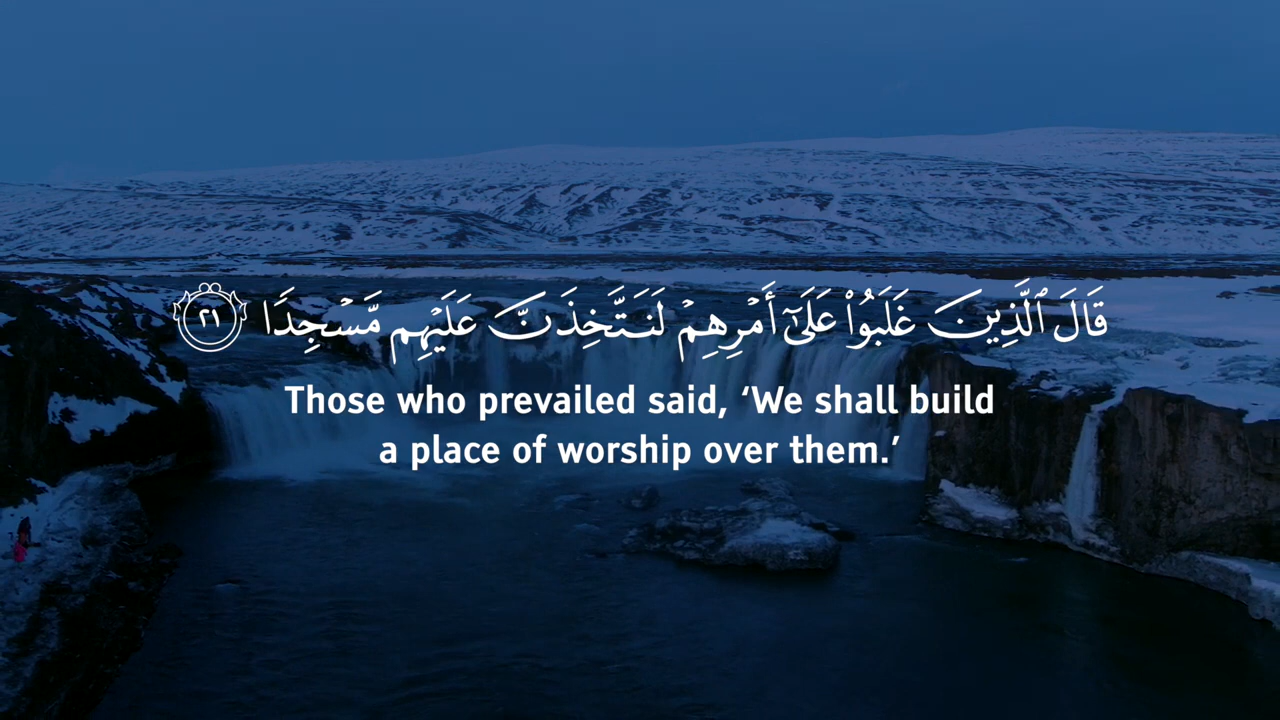 قَالَ ٱلَّذِينَ غَلَبُوا۟ عَلَىٰٓ أَمْرِهِمْ لَنَتَّخِذَنَّ عَلَيْهِم مَّسْجِدًا ٢١
Those who prevailed said, ‘We shall build
a place of worship over them.’